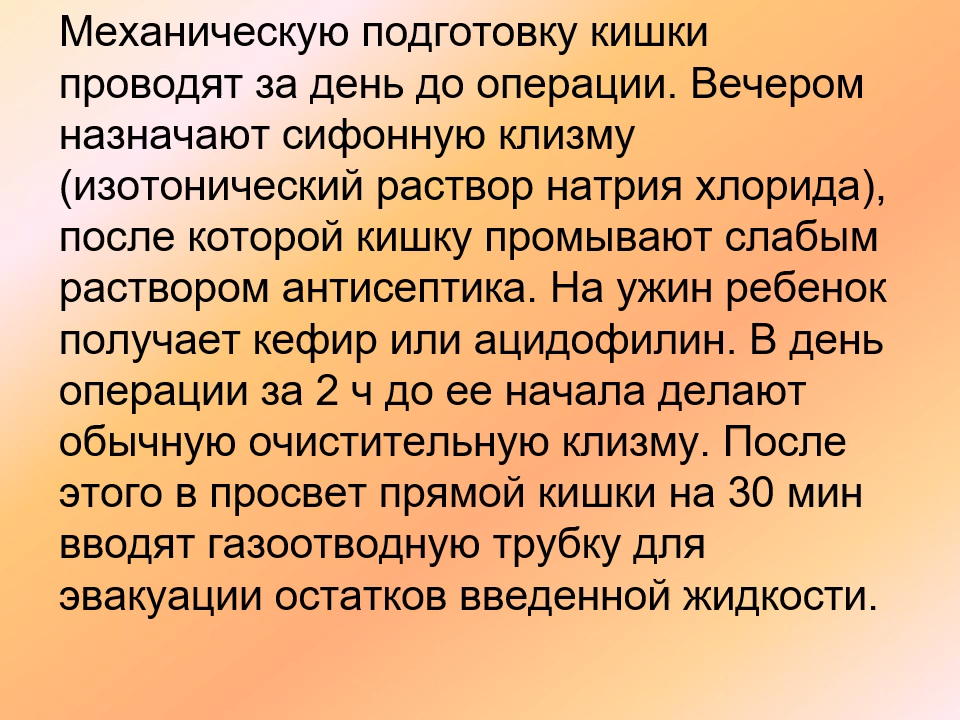 Механическую подготовку кишки
проводят за день до операции. Вечером
назначают сифонную клизму
(изотонический раствор натрия хлорида),
после которой кишку промывают слабым
раствором антисептика. На ужин ребенок
получает кефир или ацидофилин. В день
операции за 2 ч до ее начала делают
обычную очистительную клизму. После
этого в просвет прямой кишки на 30 мин
вводят газоотводную трубку для
эвакуации остатков введенной жидкости.